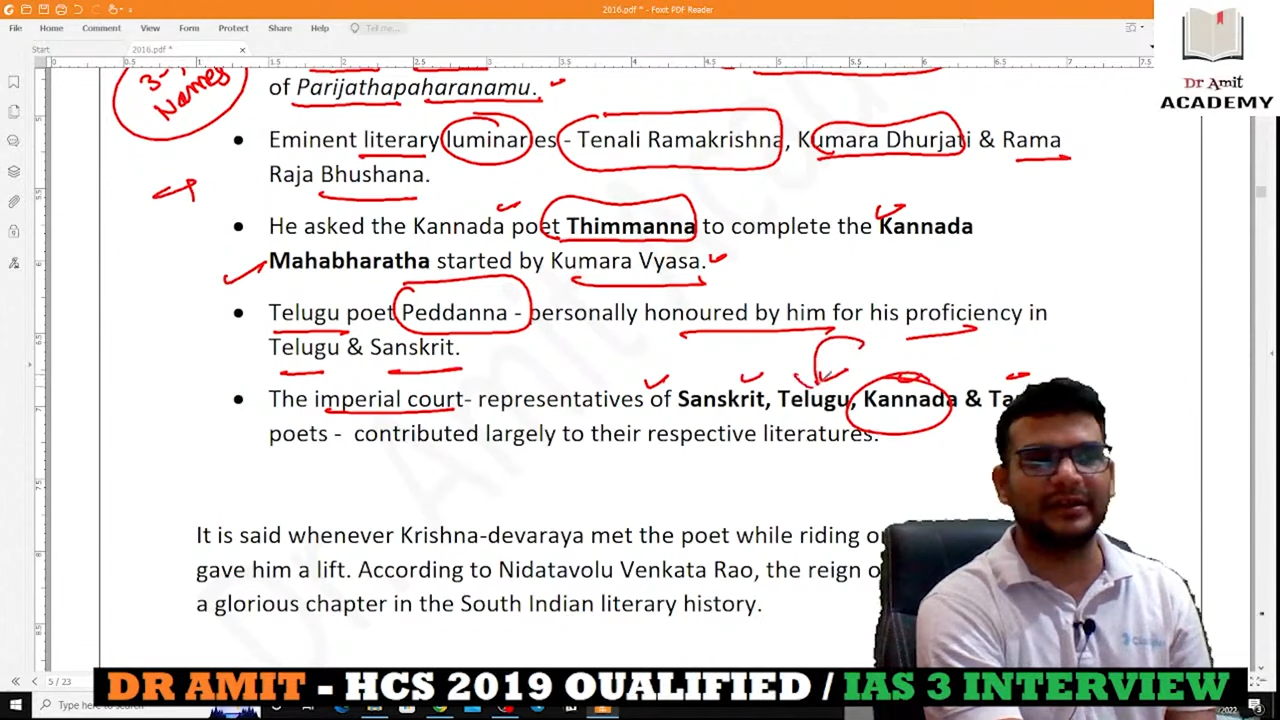 2016.pdf * - Foxit PDF Reader
File Home Comment View Form Protect Share Help Tell me...
Start 2016.pdf *
Dr Amit
ACADEMY
3-
Names
of Parijathapaharanamu.
Eminent literary luminaries - Tenali Ramakrishna, Kumara Dhurjati & Rama
Raja Bhushana.
He asked the Kannada poet Thimmanna to complete the Kannada
Mahabharatha started by Kumara Vyasa.
Telugu poet Peddanna - personally honoured by him for his proficiency in
Telugu & Sanskrit.
The imperial court- representatives of Sanskrit, Telugu, Kannada &
poets - contributed largely to their respective literatures.
It is said whenever Krishna-devaraya met the poet while riding
gave him a lift. According to Nidatavolu Venkata Rao, the reign
a glorious chapter in the South Indian literary history.
5 / 23
DR AMIT - HCS 2019 QUALIFIED / IAS 3 INTERVIEW
Type here to
2022